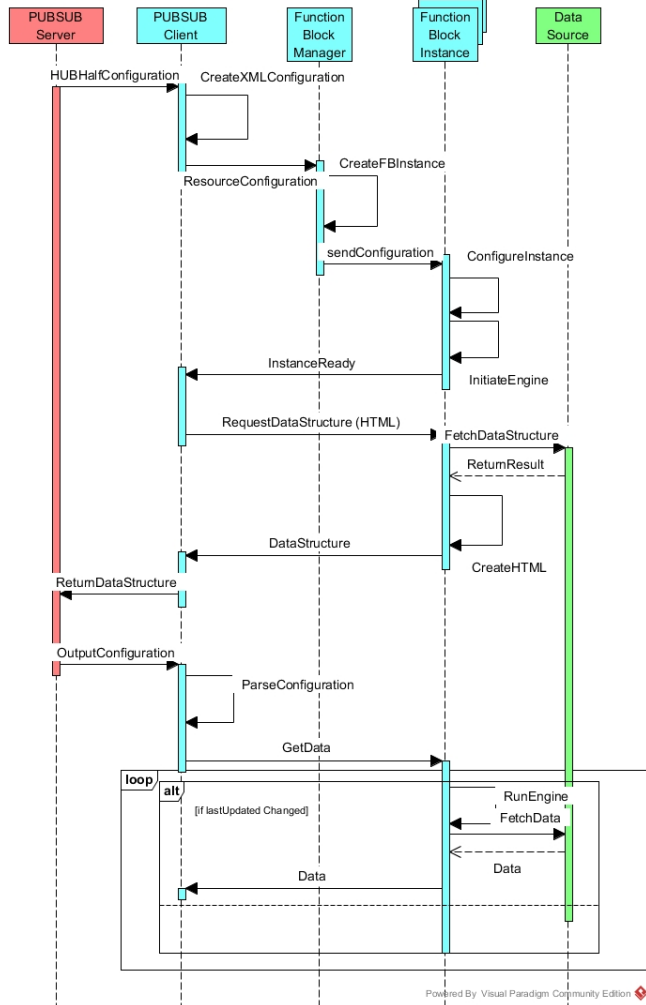 PUBSUB
Server
PUBSUB
Client
Function
Block
Manager
Function
Block
Instance
Data
Source
HUBHalfConfiguration
CreateXMLConfiguration
CreateFBInstance
ResourceConfiguration
sendConfiguration
ConfigureInstance
InstanceReady
InitiateEngine
RequestDataStructure (HTML)
FetchDataStructure
ReturnResult
DataStructure
CreateHTML
ReturnDataStructure
OutputConfiguration
ParseConfiguration
GetData
loop
alt
[if lastUpdated Changed]
RunEngine
FetchData
Data
Data
Powered By Visual Paradigm Community Edition